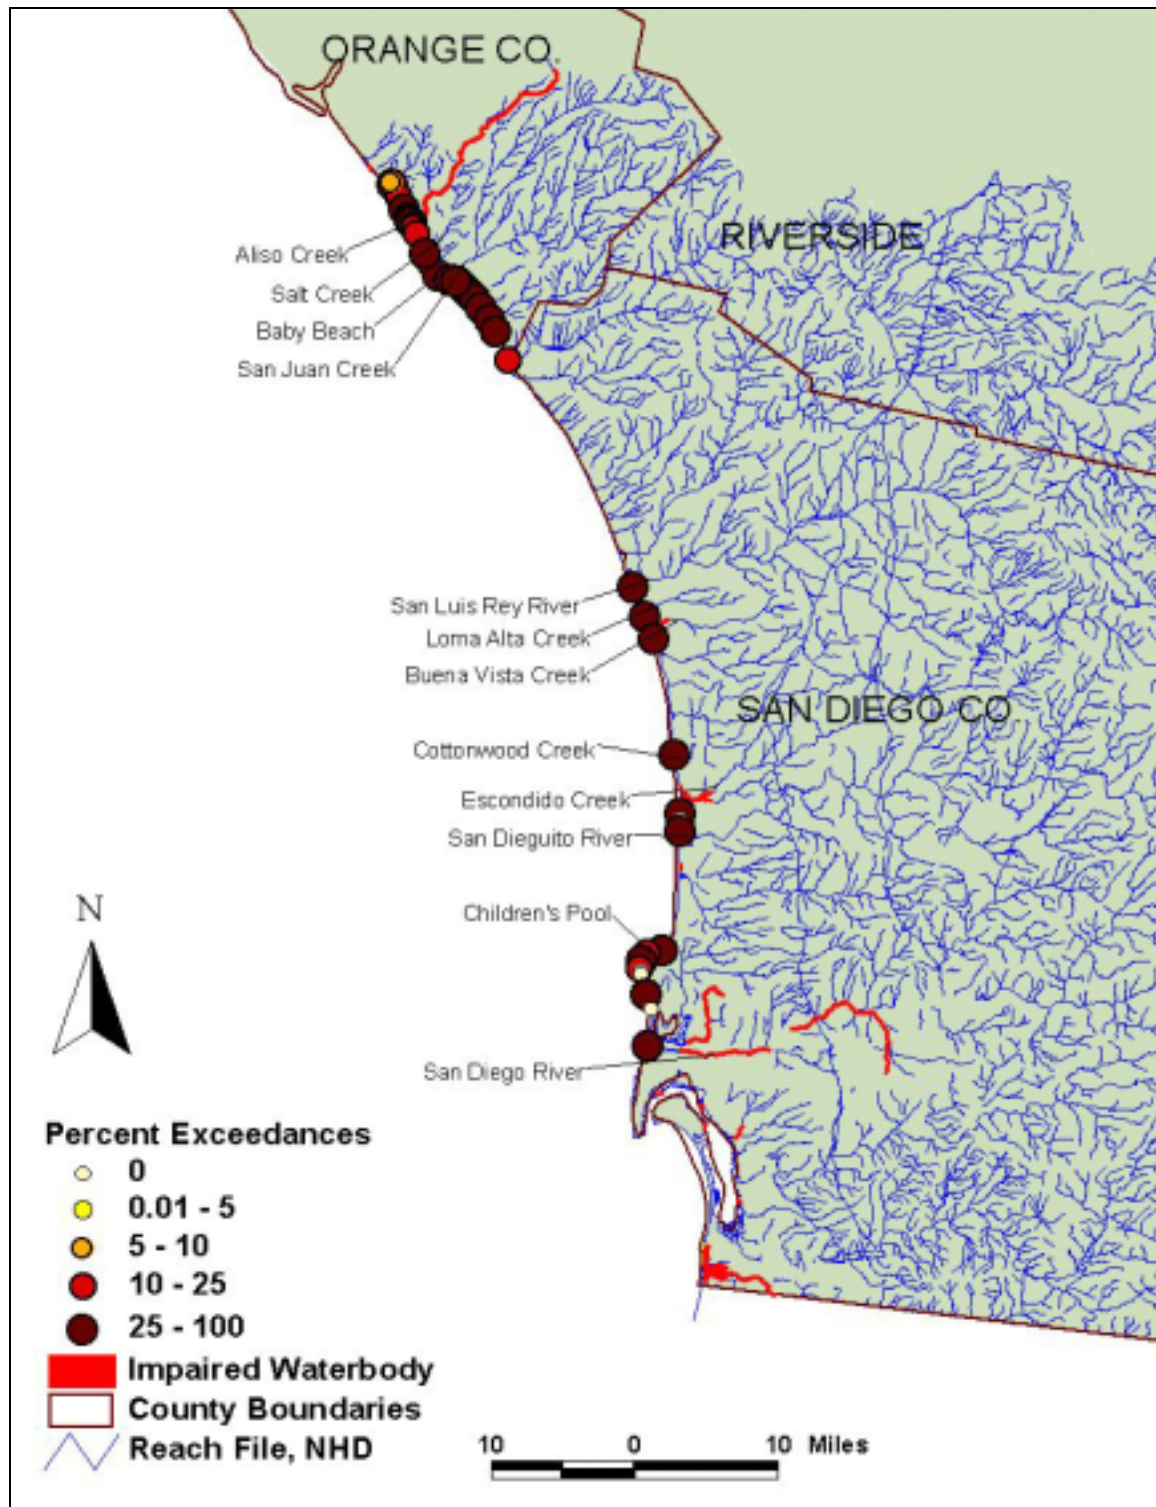 ORANGE CO.
RIVERSIDE
Aliso Creek
Salt Creek
Baby Beach
San Juan Creek
San Luis Rey River
Loma Alta Creek
Buena Vista Creek
SAN DIEGO CO.
Cottonwood Creek
Escondido Creek
San Dieguito River
Children's Pool
San Diego River
N
Percent Exceedances
0
0.01 - 5
5 - 10
10 - 25
25 - 100
Impaired Waterbody
County Boundaries
Reach File, NHD
10 0 10 Miles